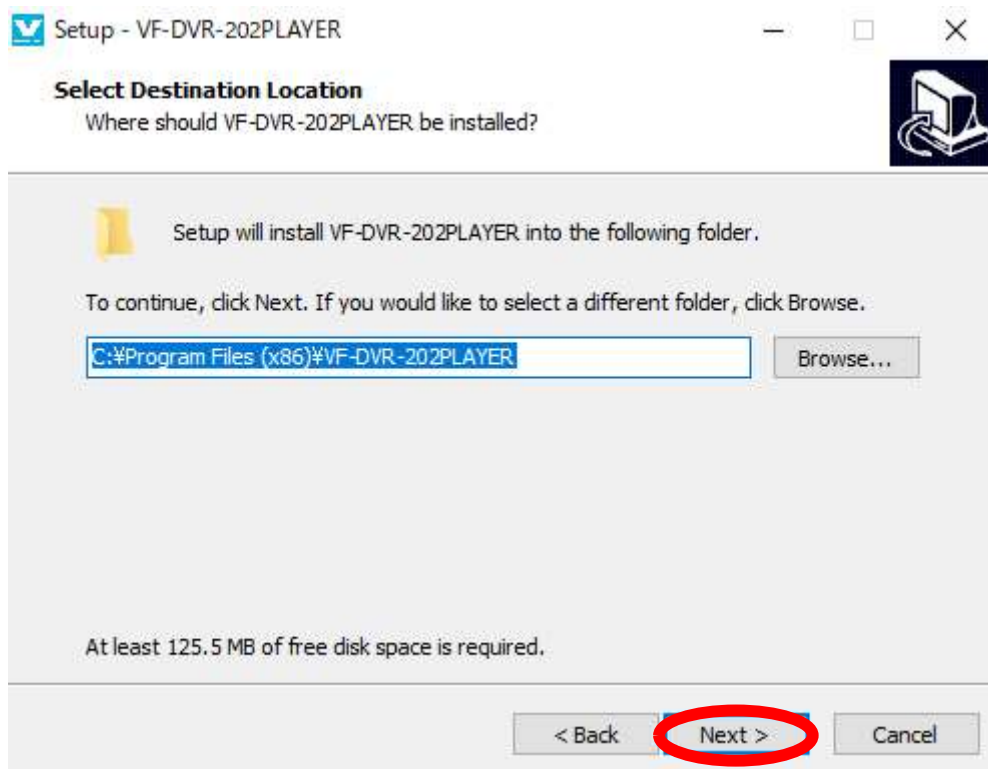 Setup - VF-DVR-202PLAYER
Select Destination Location
Where should VF-DVR-202PLAYER be installed?
Setup will install VF-DVR-202PLAYER into the following folder.
To continue, click Next. If you would like to select a different folder, click Browse.
C:¥Program Files (x86)¥VF-DVR-202PLAYER
Browse...
At least 125.5 MB of free disk space is required.
< Back
Next >
Cancel